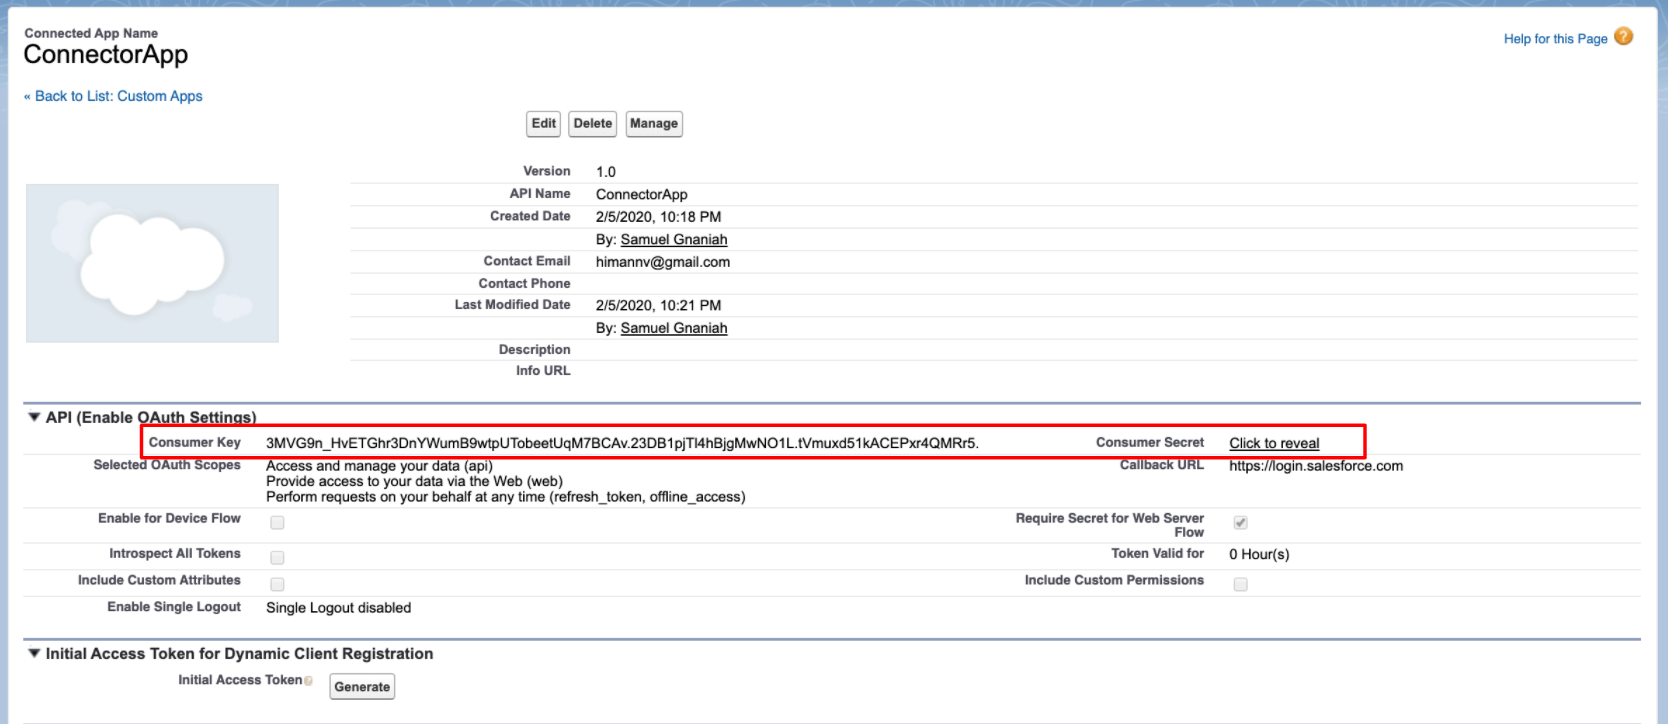 Connected App Name
ConnectorApp
Help for this Page ?
« Back to List: Custom Apps
Edit Delete Manage
Version 1.0
API Name ConnectorApp
Created Date 2/5/2020, 10:18 PM
By: Samuel Gnaniah
Contact Email himannv@gmail.com
Contact Phone
Last Modified Date 2/5/2020, 10:21 PM
By: Samuel Gnaniah
Description
Info URL
API (Enable OAuth Settings)
Consumer Key 3MVG9n_HvETGhr3DnYWumB9wtpUTobeetUqM7BCAv.23DB1pjTl4hBjgMwNO1L.tVmuxd51kACEPxr4QMRr5. Consumer Secret Click to reveal
Selected OAuth Scopes Access and manage your data (api) Callback URL https://login.salesforce.com
Provide access to your data via the Web (web)
Perform requests on your behalf at any time (refresh_token, offline_access)
Enable for Device Flow Require Secret for Web Server
Flow
Introspect All Tokens Token Valid for 0 Hour(s)
Include Custom Attributes Include Custom Permissions
Enable Single Logout Single Logout disabled
Initial Access Token for Dynamic Client Registration
Initial Access Token ? Generate